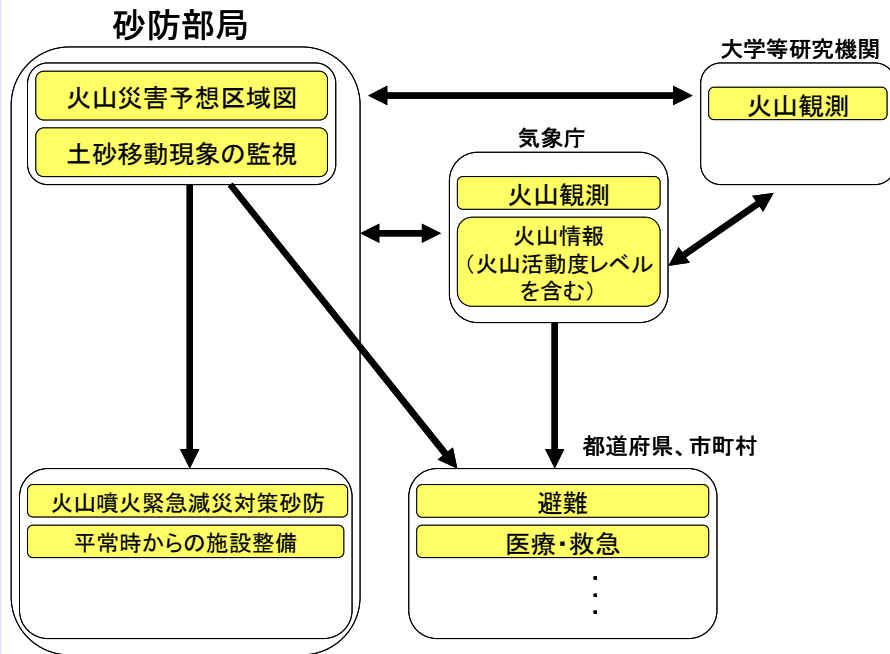 砂防部局
火山災害予想区域図
土砂移動現象の監視
大学等研究機関
火山観測
気象庁
火山観測
火山情報
（火山活動度レベル
を含む）
火山噴火緊急減災対策砂防
平常時からの施設整備
都道府県、市町村
避難
医療・救急
・
・
・